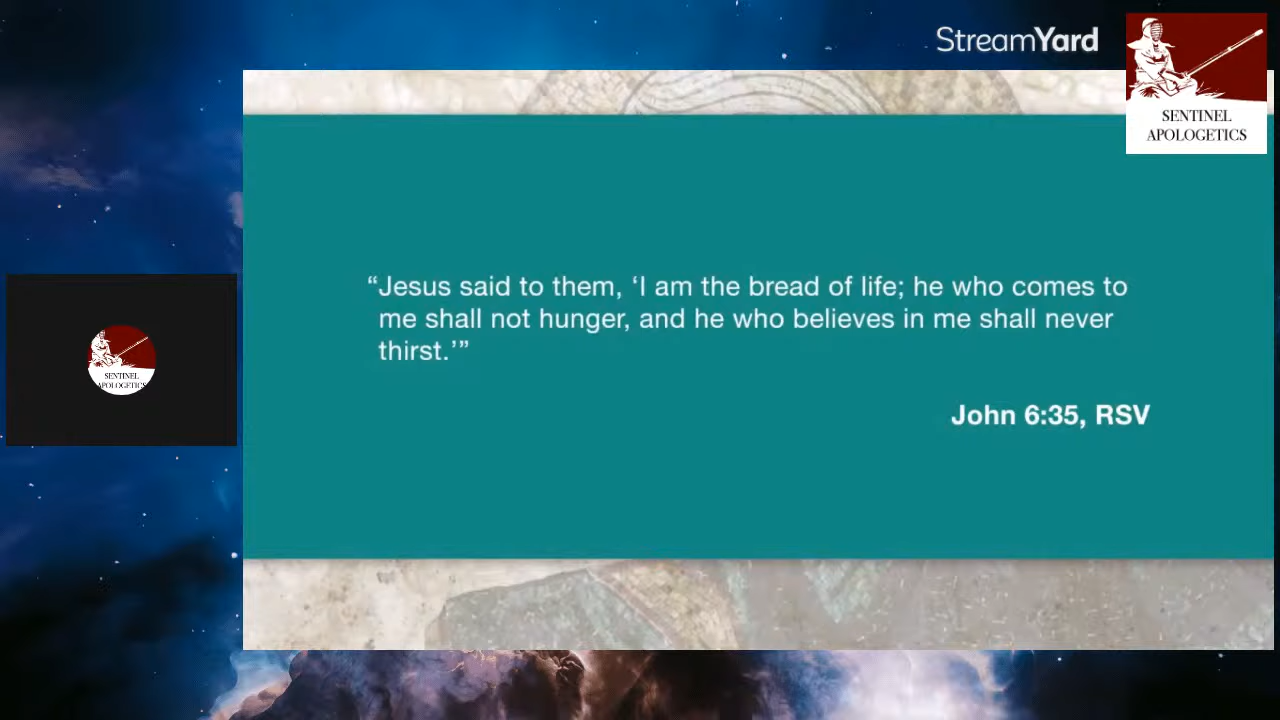 StreamYard
SENTINEL
APOLOGETICS
“Jesus said to them, ‘I am the bread of life; he who comes to
me shall not hunger, and he who believes in me shall never
thirst.’”
SENTINEL
APOLOGETICS
John 6:35, RSV